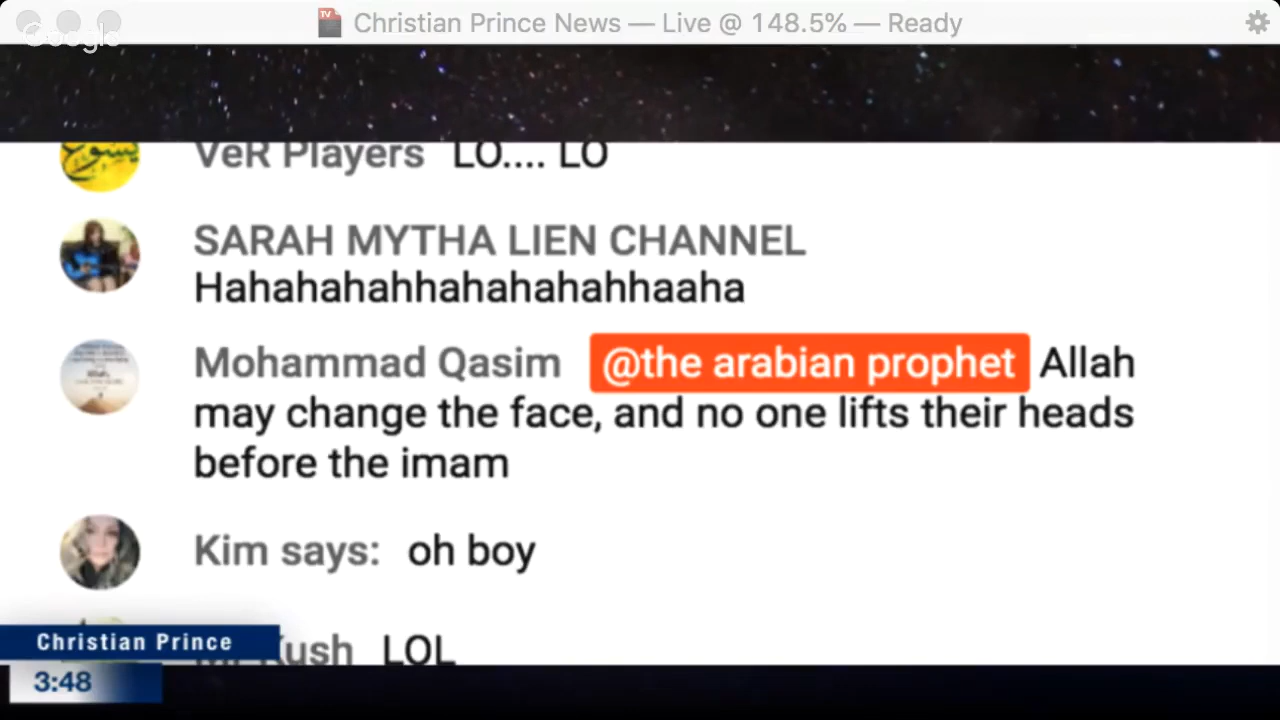 Christian Prince News — Live @ 148.5% — Ready
Google
VeR Players LO.... LO
SARAH MYTHA LIEN CHANNEL
Hahahahahhahahahahhaaha
Mohammad Qasim @the arabian prophet Allah
may change the face, and no one lifts their heads
before the imam
Kim says: oh boy
Kush LOL
Christian Prince
3:48